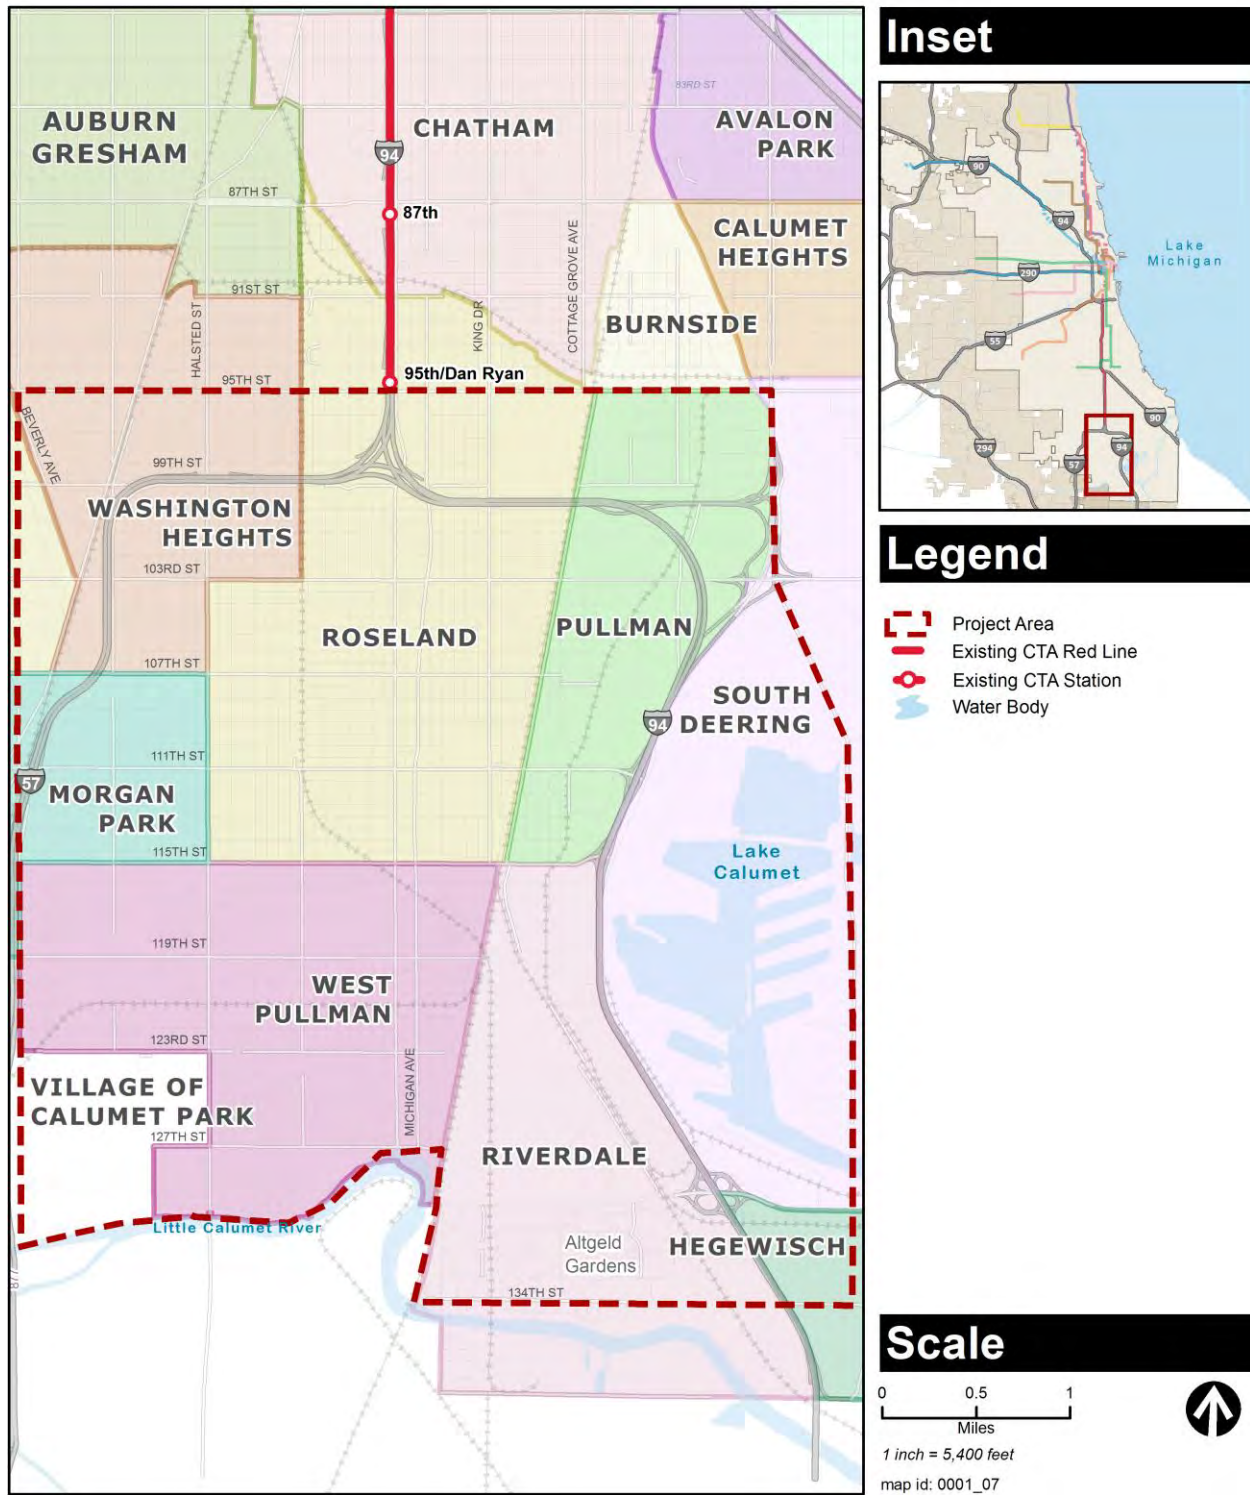 83RD ST
AUBURN
GRESHAM
CHATHAM
AVALON
PARK
94
87TH ST
87th
CALUMET
HEIGHTS
COTTAGE GROVE AVE
91ST ST
HALSTED ST
KING DR
BURNSIDE
95TH ST
95th/Dan Ryan
BEVERLY AVE
99TH ST
WASHINGTON
HEIGHTS
103RD ST
ROSELAND
PULLMAN
107TH ST
SOUTH
DEERING
94
111TH ST
57
MORGAN
PARK
115TH ST
Lake
Calumet
119TH ST
WEST
PULLMAN
123RD ST
MICHIGAN AVE
VILLAGE OF
CALUMET PARK
127TH ST
RIVERDALE
Little Calumet River
Altgeld
Gardens
HEGEWISCH
134TH ST
Inset
90
94
Lake
Michigan
290
55
90
294
57
94
Legend
Project Area
Existing CTA Red Line
Existing CTA Station
Water Body
Scale
0 0.5 1
Miles
1 inch = 5,400 feet
map id: 0001_07